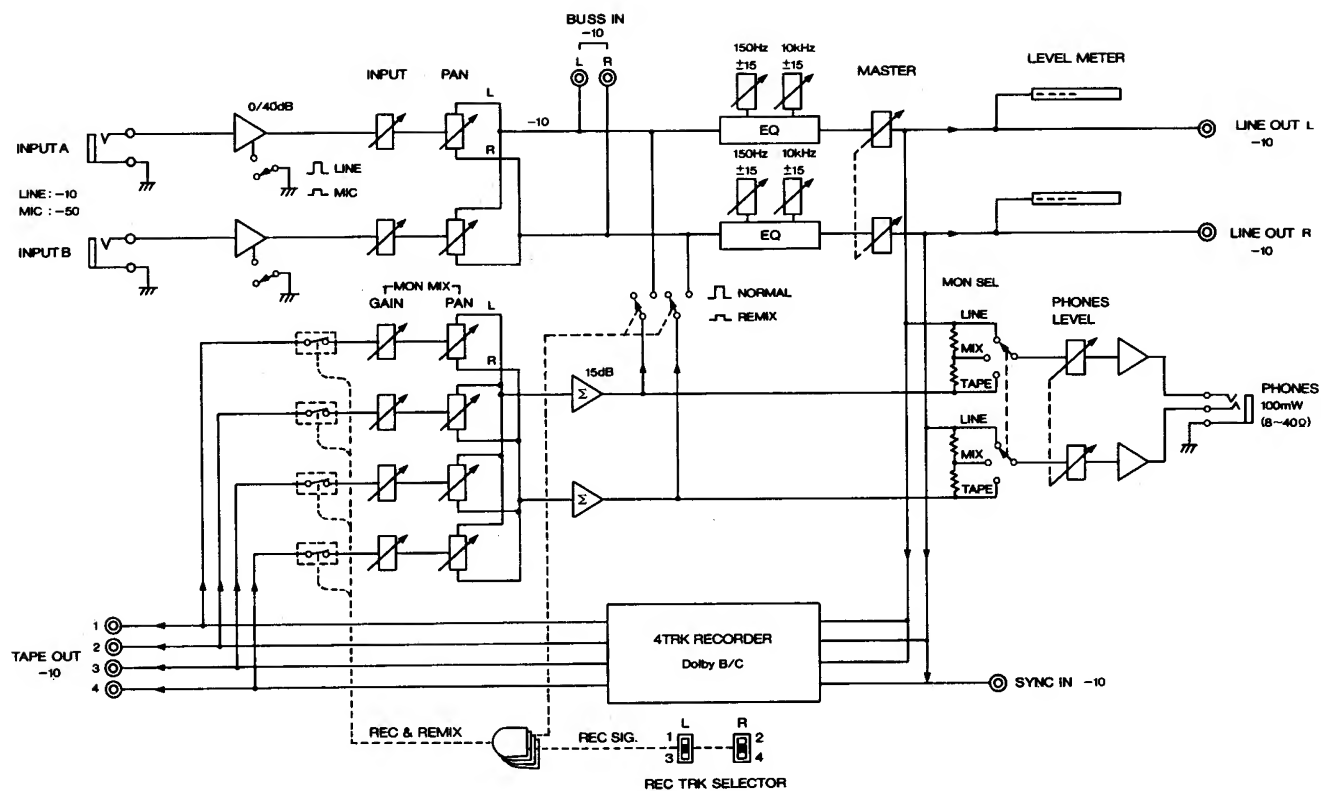 BUSS IN
-10
L R
150Hz 10kHz
±15 ±15
INPUT PAN
MASTER
LEVEL METER
0/40dB
L
-10
EQ
INPUT A
LINE OUT L
-10
R
LINE
MIC
150Hz 10kHz
±15 ±15
LINE : -10
MIC : -50
INPUT B
EQ
LINE OUT R
-10
MON MIX
GAIN PAN
L
NORMAL
REMIX
MON SEL
LINE
PHONES
LEVEL
R
MIX
15dB
Σ
TAPE
PHONES
100mW
(8~40Ω)
LINE
MIX
TAPE
Σ
TAPE OUT
-10
1
2
3
4
4TRK RECORDER
Dolby B/C
SYNC IN -10
REC & REMIX
REC SIG.
L R
1 2
3 4
REC TRK SELECTOR